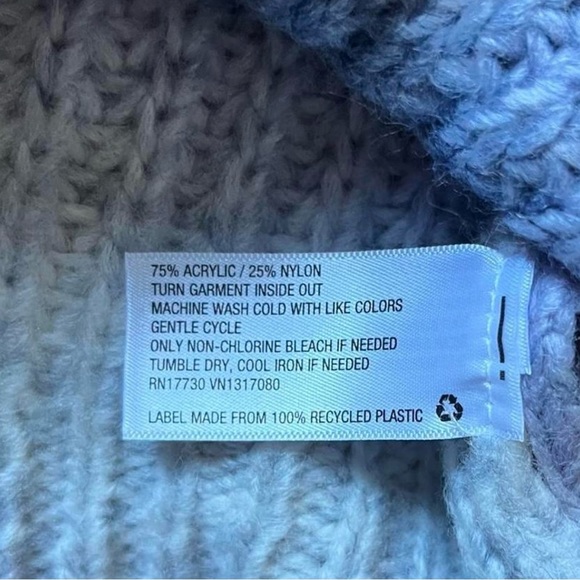 75% ACRYLIC / 25% NYLON
TURN GARMENT INSIDE OUT
MACHINE WASH COLD WITH LIKE COLORS
GENTLE CYCLE
ONLY NON-CHLORINE BLEACH IF NEEDED
TUMBLE DRY, COOL IRON IF NEEDED
RN17730 VN1317080
LABEL MADE FROM 100% RECYCLED PLASTIC